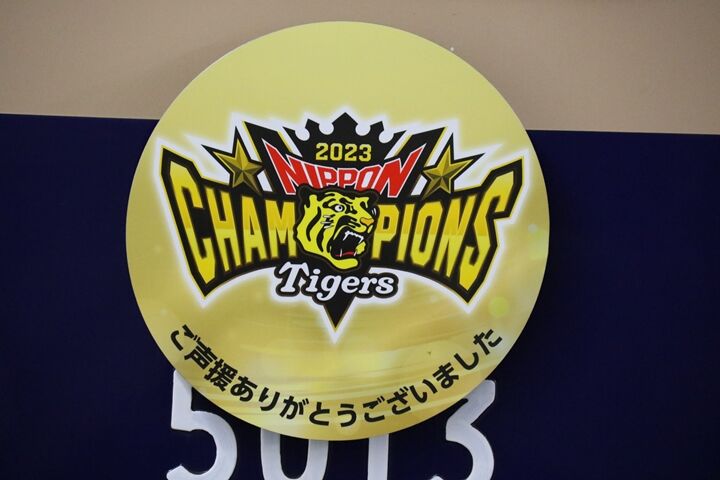 2023
NIPPON
CHAMPIONS
Tigers
ご声援ありがとうございました
5013